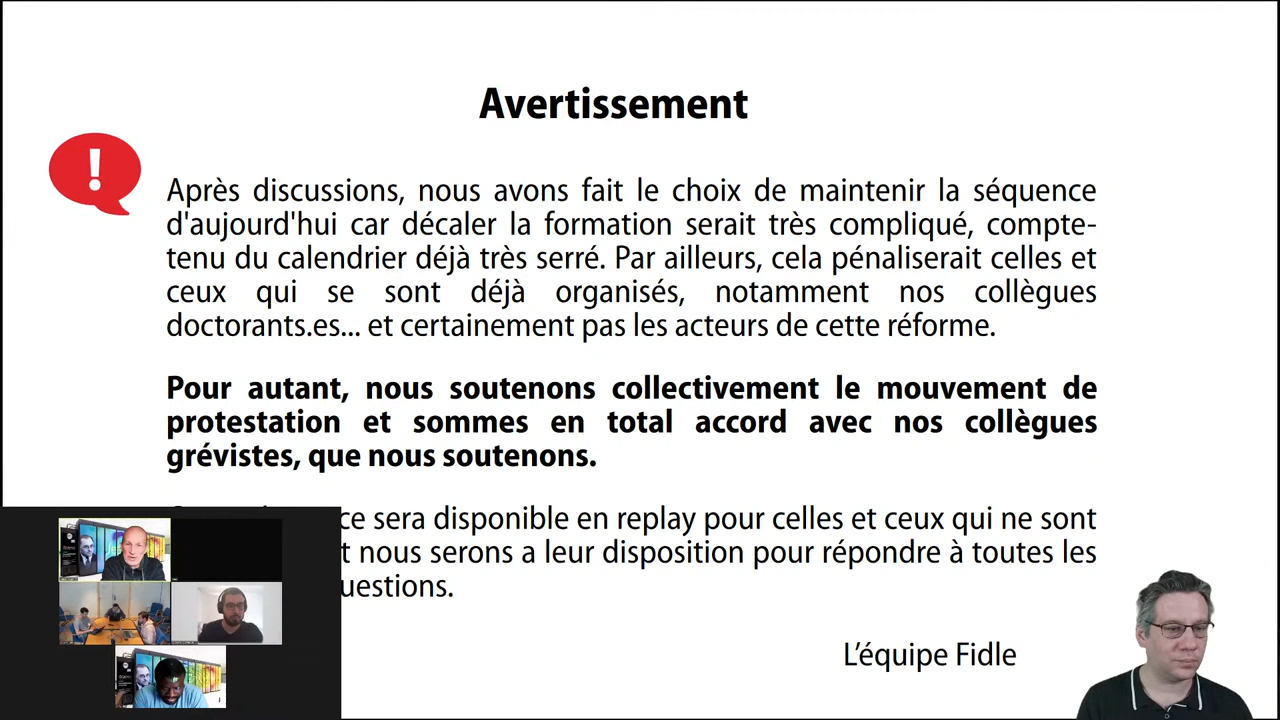 Avertissement
!
Après discussions, nous avons fait le choix de maintenir la séquence
d'aujourd'hui car décaler la formation serait très compliqué, compte-
tenu du calendrier déjà très serré. Par ailleurs, cela pénaliserait celles et
ceux qui se sont déjà organisés, notamment nos collègues
doctorants.es... et certainement pas les acteurs de cette réforme.
Pour autant, nous soutenons collectivement le mouvement de
protestation et sommes en total accord avec nos collègues
grévistes, que nous soutenons.
ce sera disponible en replay pour celles et ceux qui ne sont
t nous serons a leur disposition pour répondre à toutes les
uestions.
L'équipe Fidle